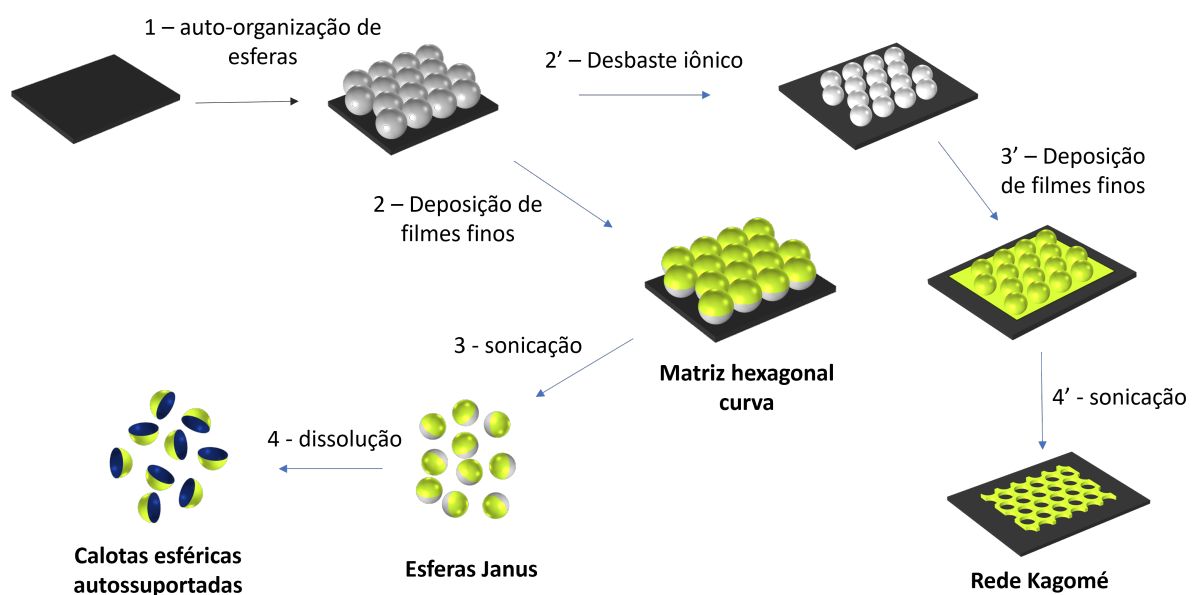 1 – auto-organização de
esferas
2’ – Desbaste iônico
3’ – Deposição
de filmes finos
2 – Deposição de
filmes finos
3 - sonicação
Matriz hexagonal
curva
4’ - sonicação
4 - dissolução
Calotas esféricas
autossuportadas
Esferas Janus
Rede Kagomé